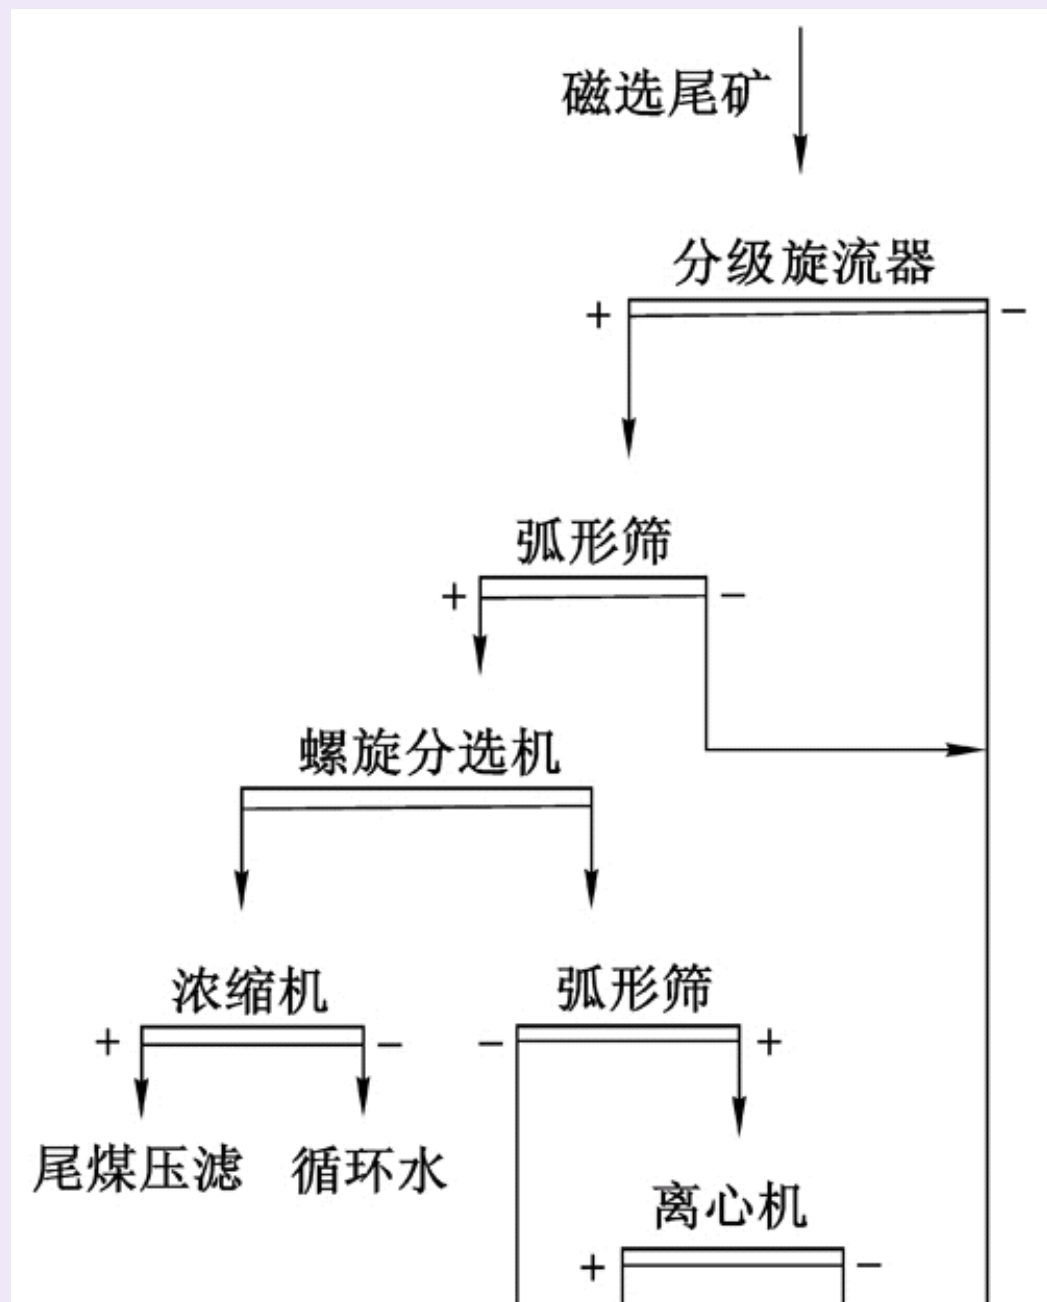 磁选尾矿
分级旋流器
+ −
弧形筛
+ −
螺旋分选机
浓缩机
+ −
弧形筛
− +
尾煤压滤
循环水
离心机
+ −